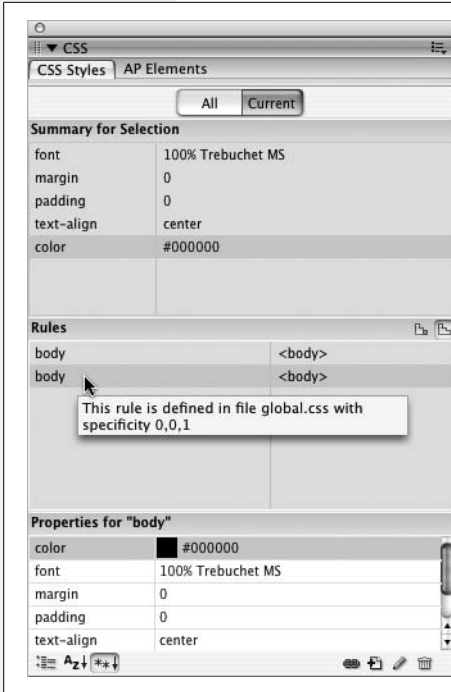 CSS
CSS Styles AP Elements
All Current
Summary for Selection
font 100% Trebuchet MS
margin 0
padding 0
text-align center
color #000000
Rules
body <body>
body <body>
This rule is defined in file global.css with
specificity 0,0,1
Properties for "body"
color #000000
font 100% Trebuchet MS
margin 0
padding 0
text-align center
AZ↓ **↓